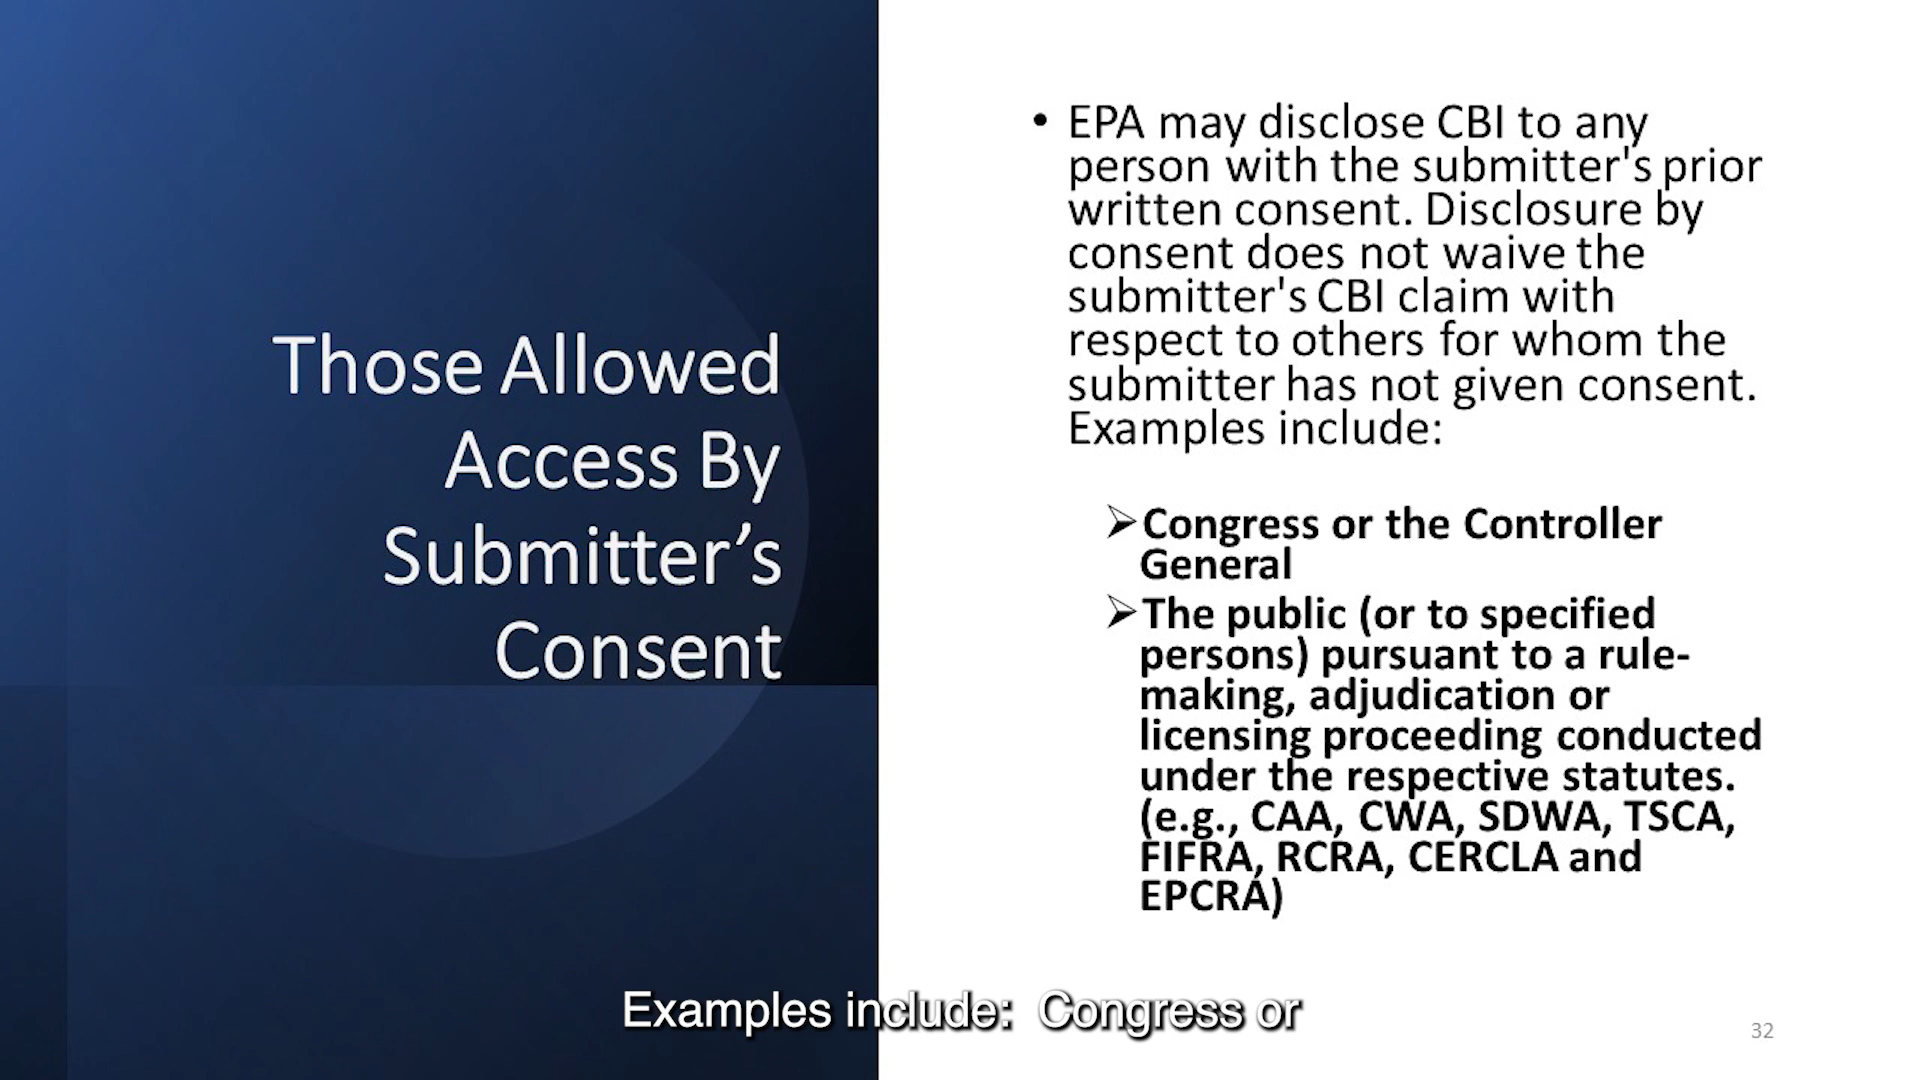 Those Allowed
Access By
Submitter’s
Consent
• EPA may disclose CBI to any
person with the submitter's prior
written consent. Disclosure by
consent does not waive the
submitter's CBI claim with
respect to others for whom the
submitter has not given consent.
Examples include:
➢Congress or the Controller
General
➢The public (or to specified
persons) pursuant to a rule-
making, adjudication or
licensing proceeding conducted
under the respective statutes.
(e.g., CAA, CWA, SDWA, TSCA,
FIFRA, RCRA, CERCLA and
EPCRA)
Examples include:  Congress or
32